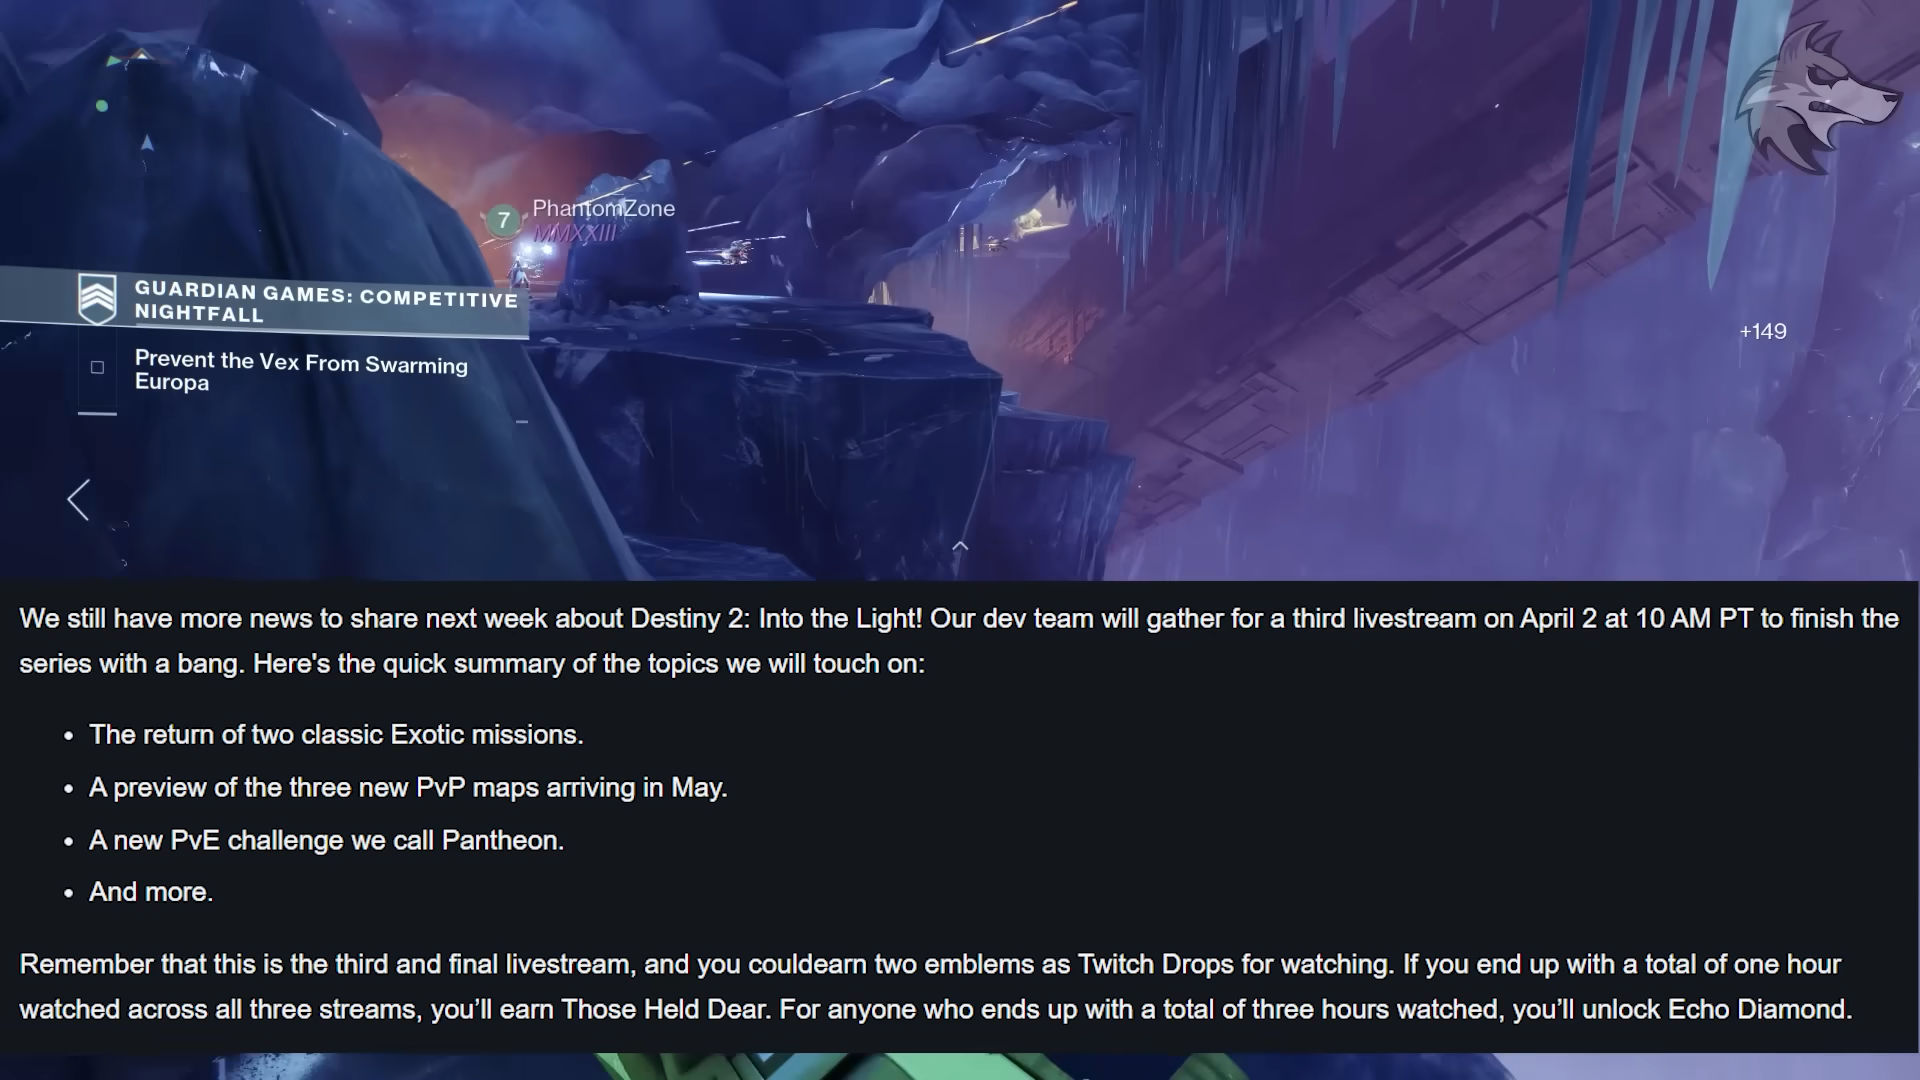 PhantomZone
7
MMXXIII
GUARDIAN GAMES: COMPETITIVE
NIGHTFALL
+149
Prevent the Vex From Swarming
Europa
We still have more news to share next week about Destiny 2: Into the Light! Our dev team will gather for a third livestream on April 2 at 10 AM PT to finish the
series with a bang. Here's the quick summary of the topics we will touch on:
• The return of two classic Exotic missions.
• A preview of the three new PvP maps arriving in May.
• A new PvE challenge we call Pantheon.
• And more.
Remember that this is the third and final livestream, and you couldearn two emblems as Twitch Drops for watching. If you end up with a total of one hour
watched across all three streams, you’ll earn Those Held Dear. For anyone who ends up with a total of three hours watched, you’ll unlock Echo Diamond.